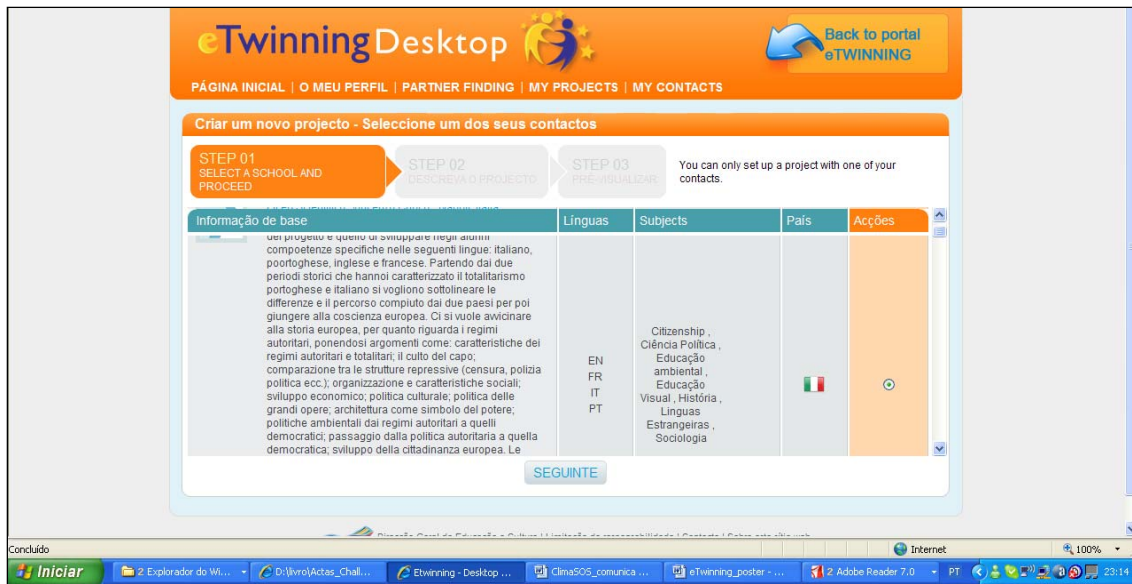 eTwinning Desktop
Back to portal
eTWINNING
PÁGINA INICIAL | O MEU PERFIL | PARTNER FINDING | MY PROJECTS | MY CONTACTS
Criar um novo projecto - Seleccione um dos seus contactos
STEP 01
SELECT A SCHOOL AND
PROCEED
STEP 02
DESCREVA O PROJECTO
STEP 03
PRÉ-VISUALIZAR
You can only set up a project with one of your
contacts.
Informação de base
Línguas
Subjects
País
Acções
del progetto e quello di sviluppare negli alunni
compoetenze specifiche nelle seguenti lingue: italiano,
poortoghese, inglese e francese. Partendo dai due
periodi storici che hannoi caratterizzato il totalitarismo
portoghese e italiano si vogliono sottolineare le
differenze e il percorso compiuto dai due paesi per poi
giungere alla coscienza europea. Ci si vuole avvicinare
alla storia europea, per quanto riguarda i regimi
autoritari, ponendosi argomenti come: caratteristiche dei
regimi autoritari e totalitari; il culto del capo;
comparazione tra le strutture repressive (censura, polizia
politica ecc.); organizzazione e caratteristiche sociali;
sviluppo economico; politica culturale; politica delle
grandi opere; architettura come simbolo del potere;
politiche ambientali dai regimi autoritari a quelli
democratici; passaggio dalla politica autoritaria a quella
democratica; sviluppo della cittadinanza europea. Le
EN
FR
IT
PT
Citizenship ,
Ciência Política ,
Educação
ambiental ,
Educação
Visual , História ,
Linguas
Estrangeiras ,
Sociologia
SEGUINTE
Concluído
Internet
100%
Iniciar
2 Explorador do Wi...
D:\livro\Actas_Chall...
Etwinning - Desktop ...
ClimaSOS_comunica ...
eTwinning_poster - ...
2 Adobe Reader 7.0
PT
23:14